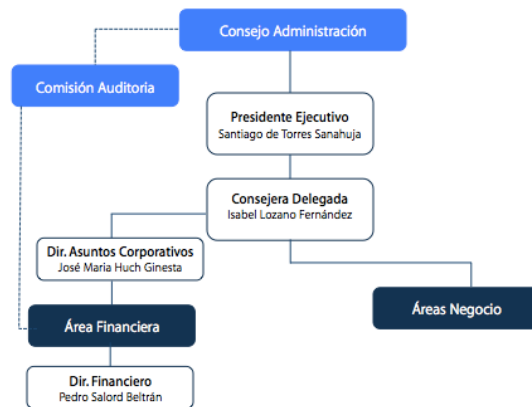 Consejo Administración
Comisión Auditoria
Presidente Ejecutivo
Santiago de Torres Sanahuja
Consejera Delegada
Isabel Lozano Fernández
Dir. Asuntos Corporativos
José Maria Huch Ginesta
Áreas Negocio
Área Financiera
Dir. Financiero
Pedro Salord Beltrán